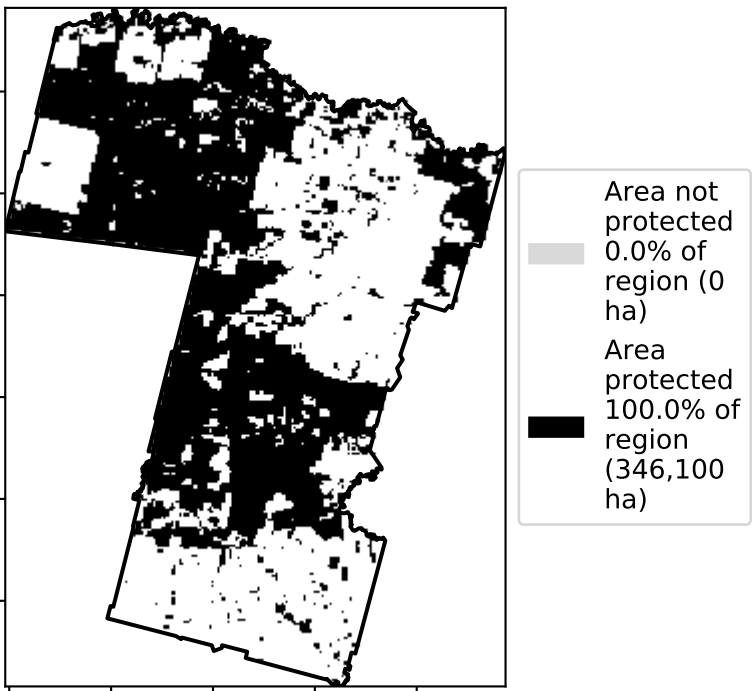 Area not
protected
0.0% of
region (0
ha)
Area
protected
100.0% of
region
(346,100
ha)